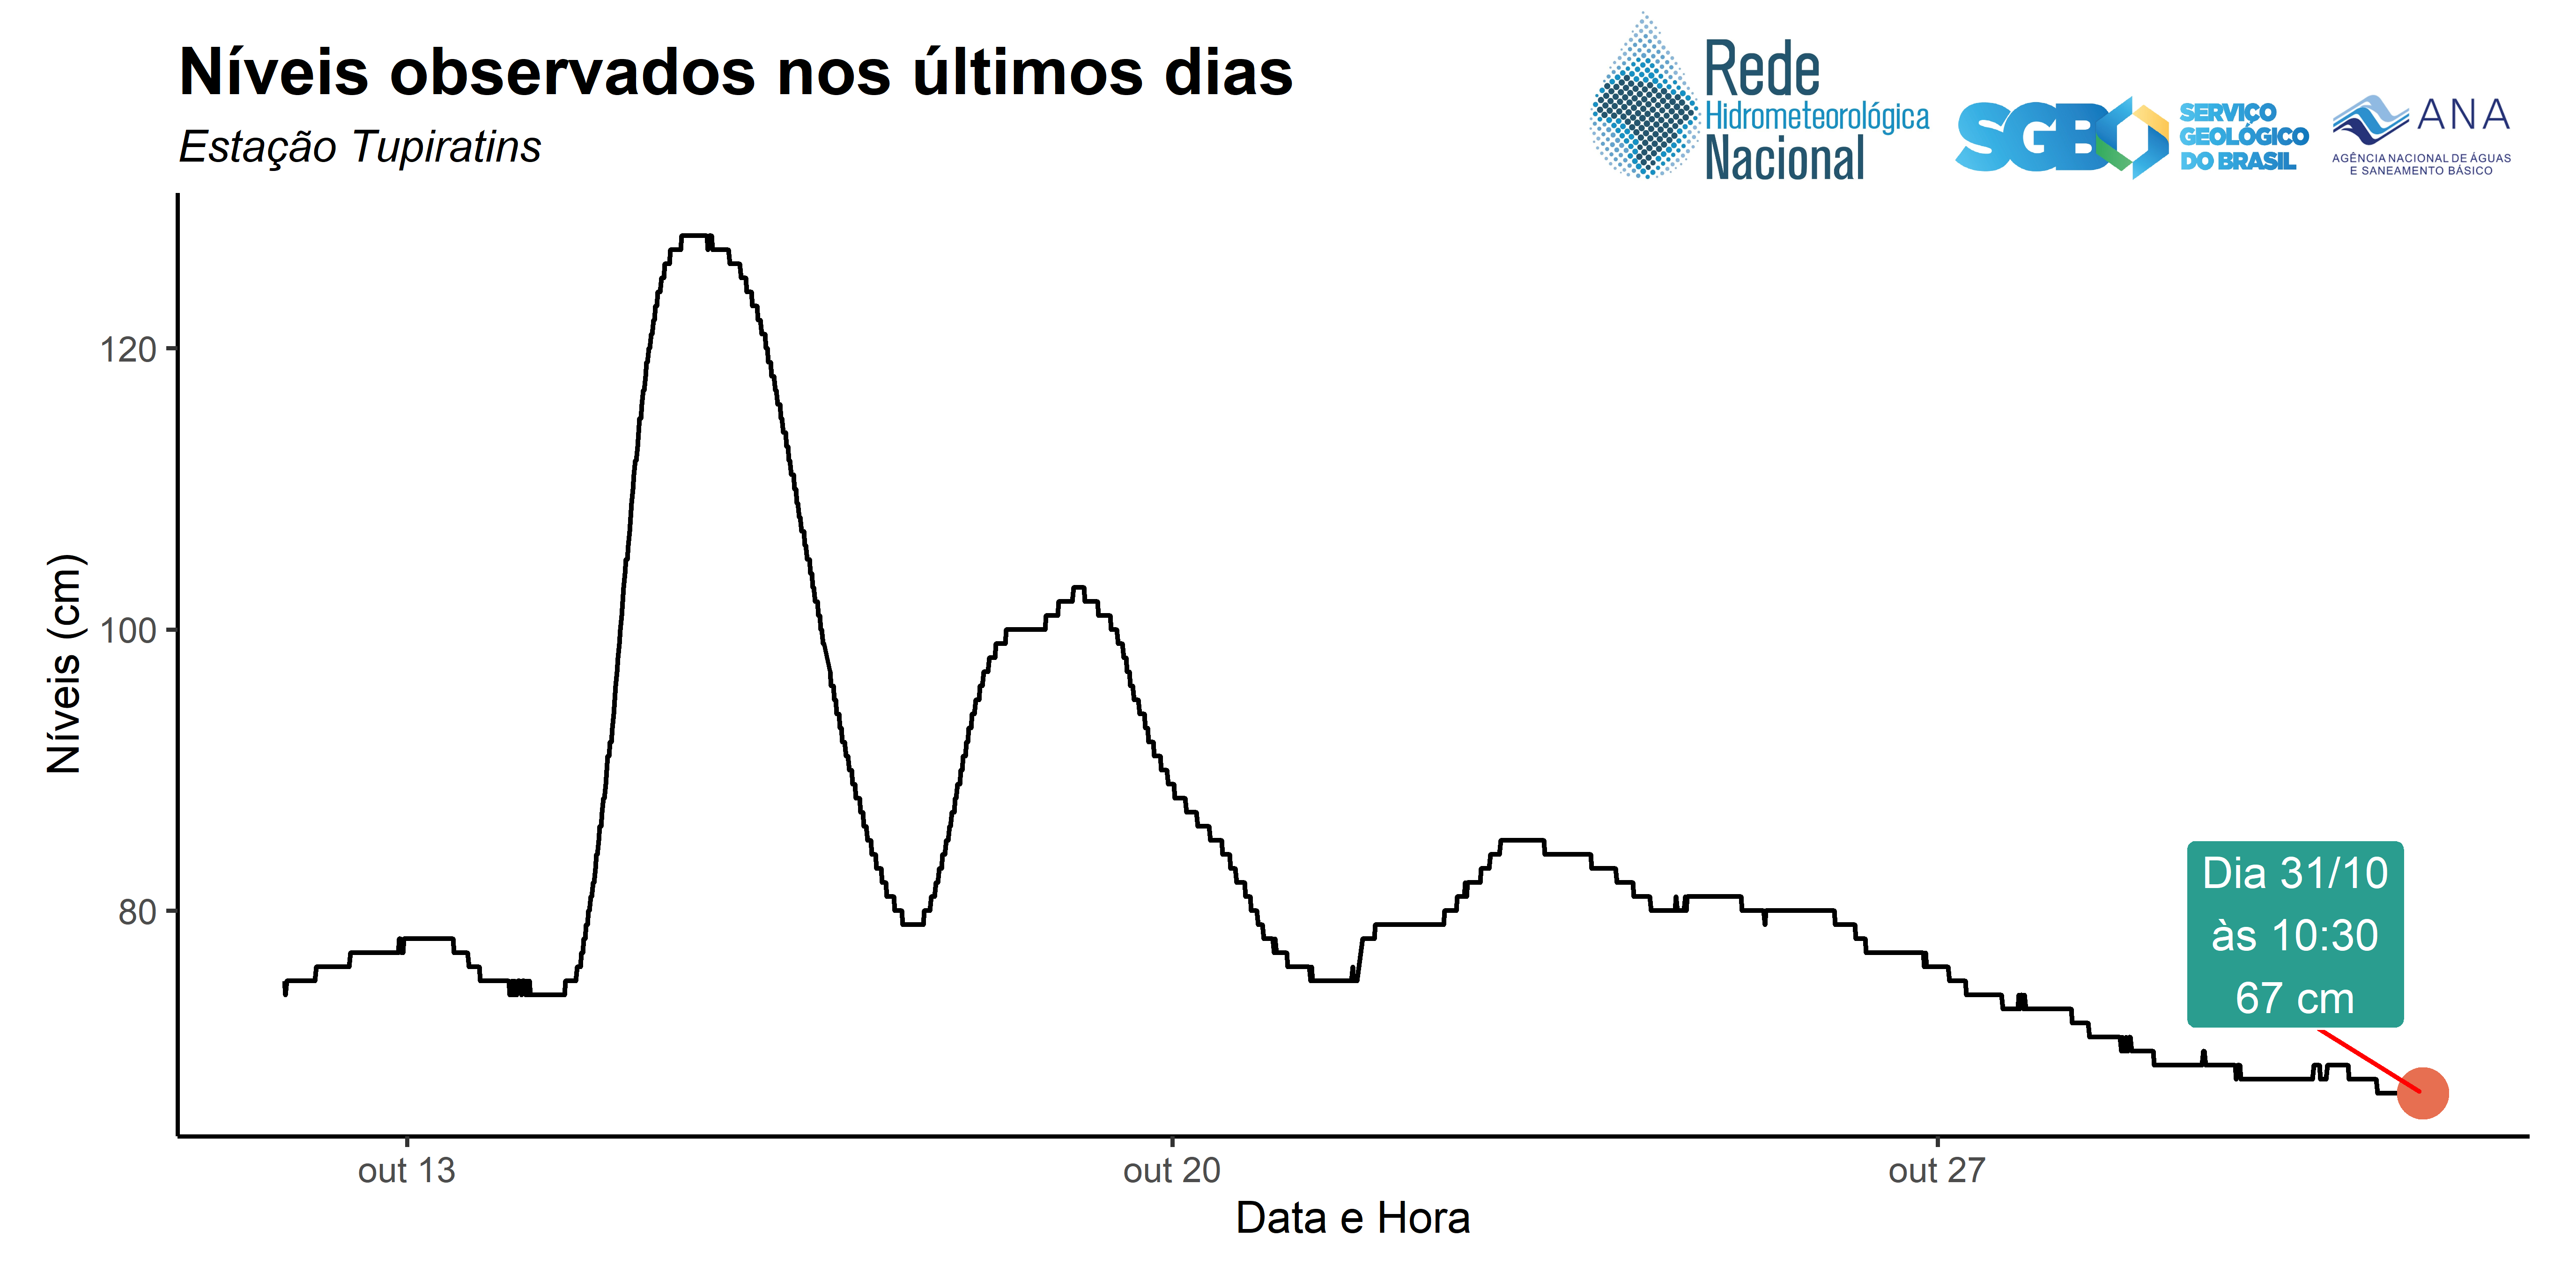 Níveis observados nos últimos dias
Estação Tupiratins
Rede
Hidrometeorológica
Nacional
SGB
SERVIÇO
GEOLÓGICO
DO BRASIL
ANA
AGÊNCIA NACIONAL DE ÁGUAS
E SANEAMENTO BÁSICO
Níveis (cm)
120
100
80
Dia 31/10
às 10:30
67 cm
out 13
out 20
out 27
Data e Hora